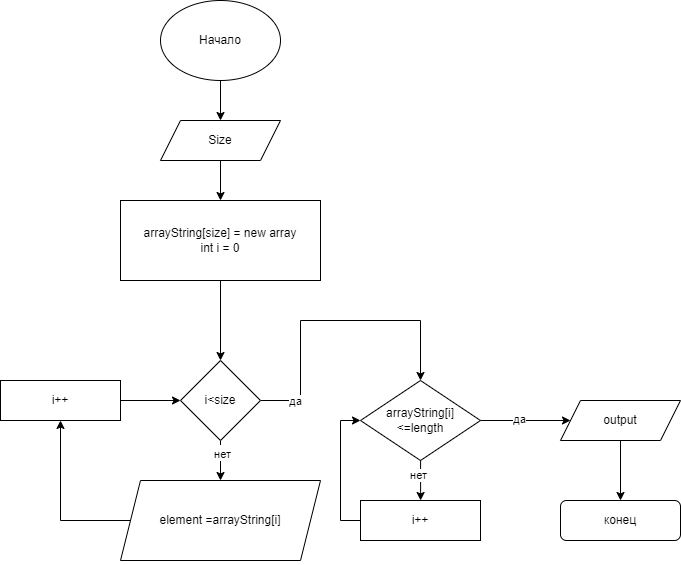 Начало
Size
arrayString[size] = new array
int i = 0
i++
i<size
да
нет
element =arrayString[i]
arrayString[i]
<=length
да
нет
i++
output
конец